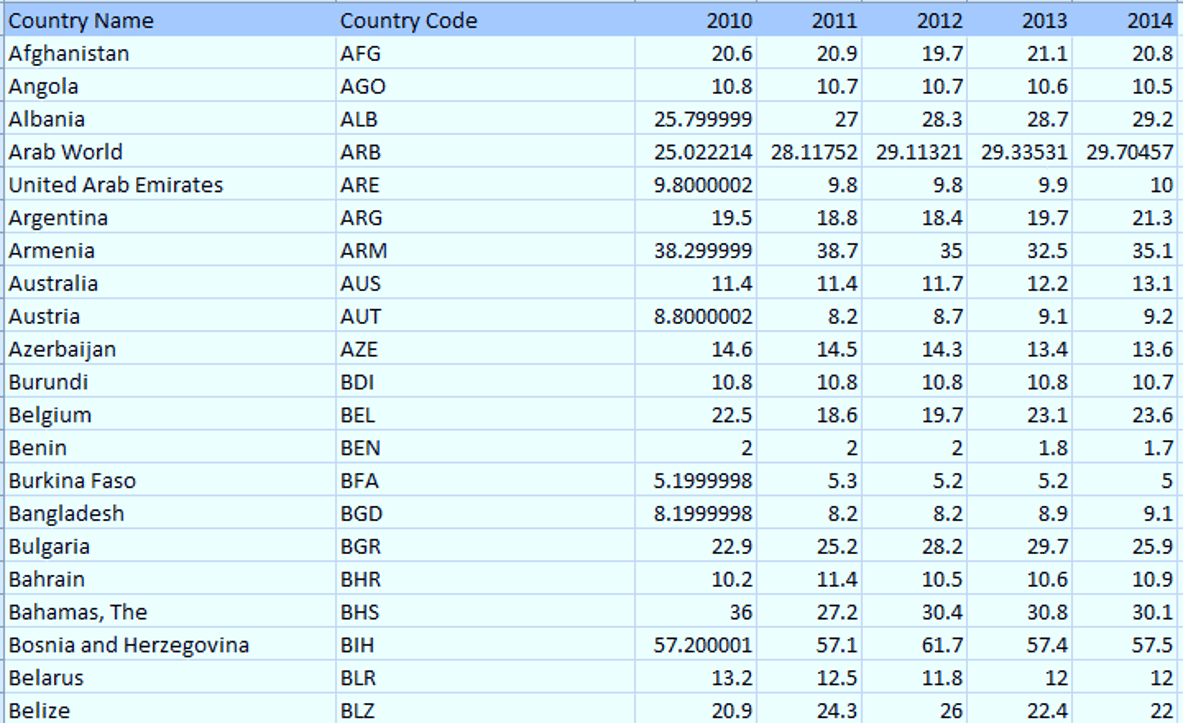 Country Name Country Code 2010 2011 2012 2013 2014
Afghanistan AFG 20.6 20.9 19.7 21.1 20.8
Angola AGO 10.8 10.7 10.7 10.6 10.5
Albania ALB 25.799999 27 28.3 28.7 29.2
Arab World ARB 25.022214 28.11752 29.11321 29.33531 29.70457
United Arab Emirates ARE 9.8000002 9.8 9.8 9.9 10
Argentina ARG 19.5 18.8 18.4 19.7 21.3
Armenia ARM 38.299999 38.7 35 32.5 35.1
Australia AUS 11.4 11.4 11.7 12.2 13.1
Austria AUT 8.8000002 8.2 8.7 9.1 9.2
Azerbaijan AZE 14.6 14.5 14.3 13.4 13.6
Burundi BDI 10.8 10.8 10.8 10.8 10.7
Belgium BEL 22.5 18.6 19.7 23.1 23.6
Benin BEN 2 2 2 1.8 1.7
Burkina Faso BFA 5.1999998 5.3 5.2 5.2 5
Bangladesh BGD 8.1999998 8.2 8.2 8.9 9.1
Bulgaria BGR 22.9 25.2 28.2 29.7 25.9
Bahrain BHR 10.2 11.4 10.5 10.6 10.9
Bahamas, The BHS 36 27.2 30.4 30.8 30.1
Bosnia and Herzegovina BIH 57.200001 57.1 61.7 57.4 57.5
Belarus BLR 13.2 12.5 11.8 12 12
Belize BLZ 20.9 24.3 26 22.4 22